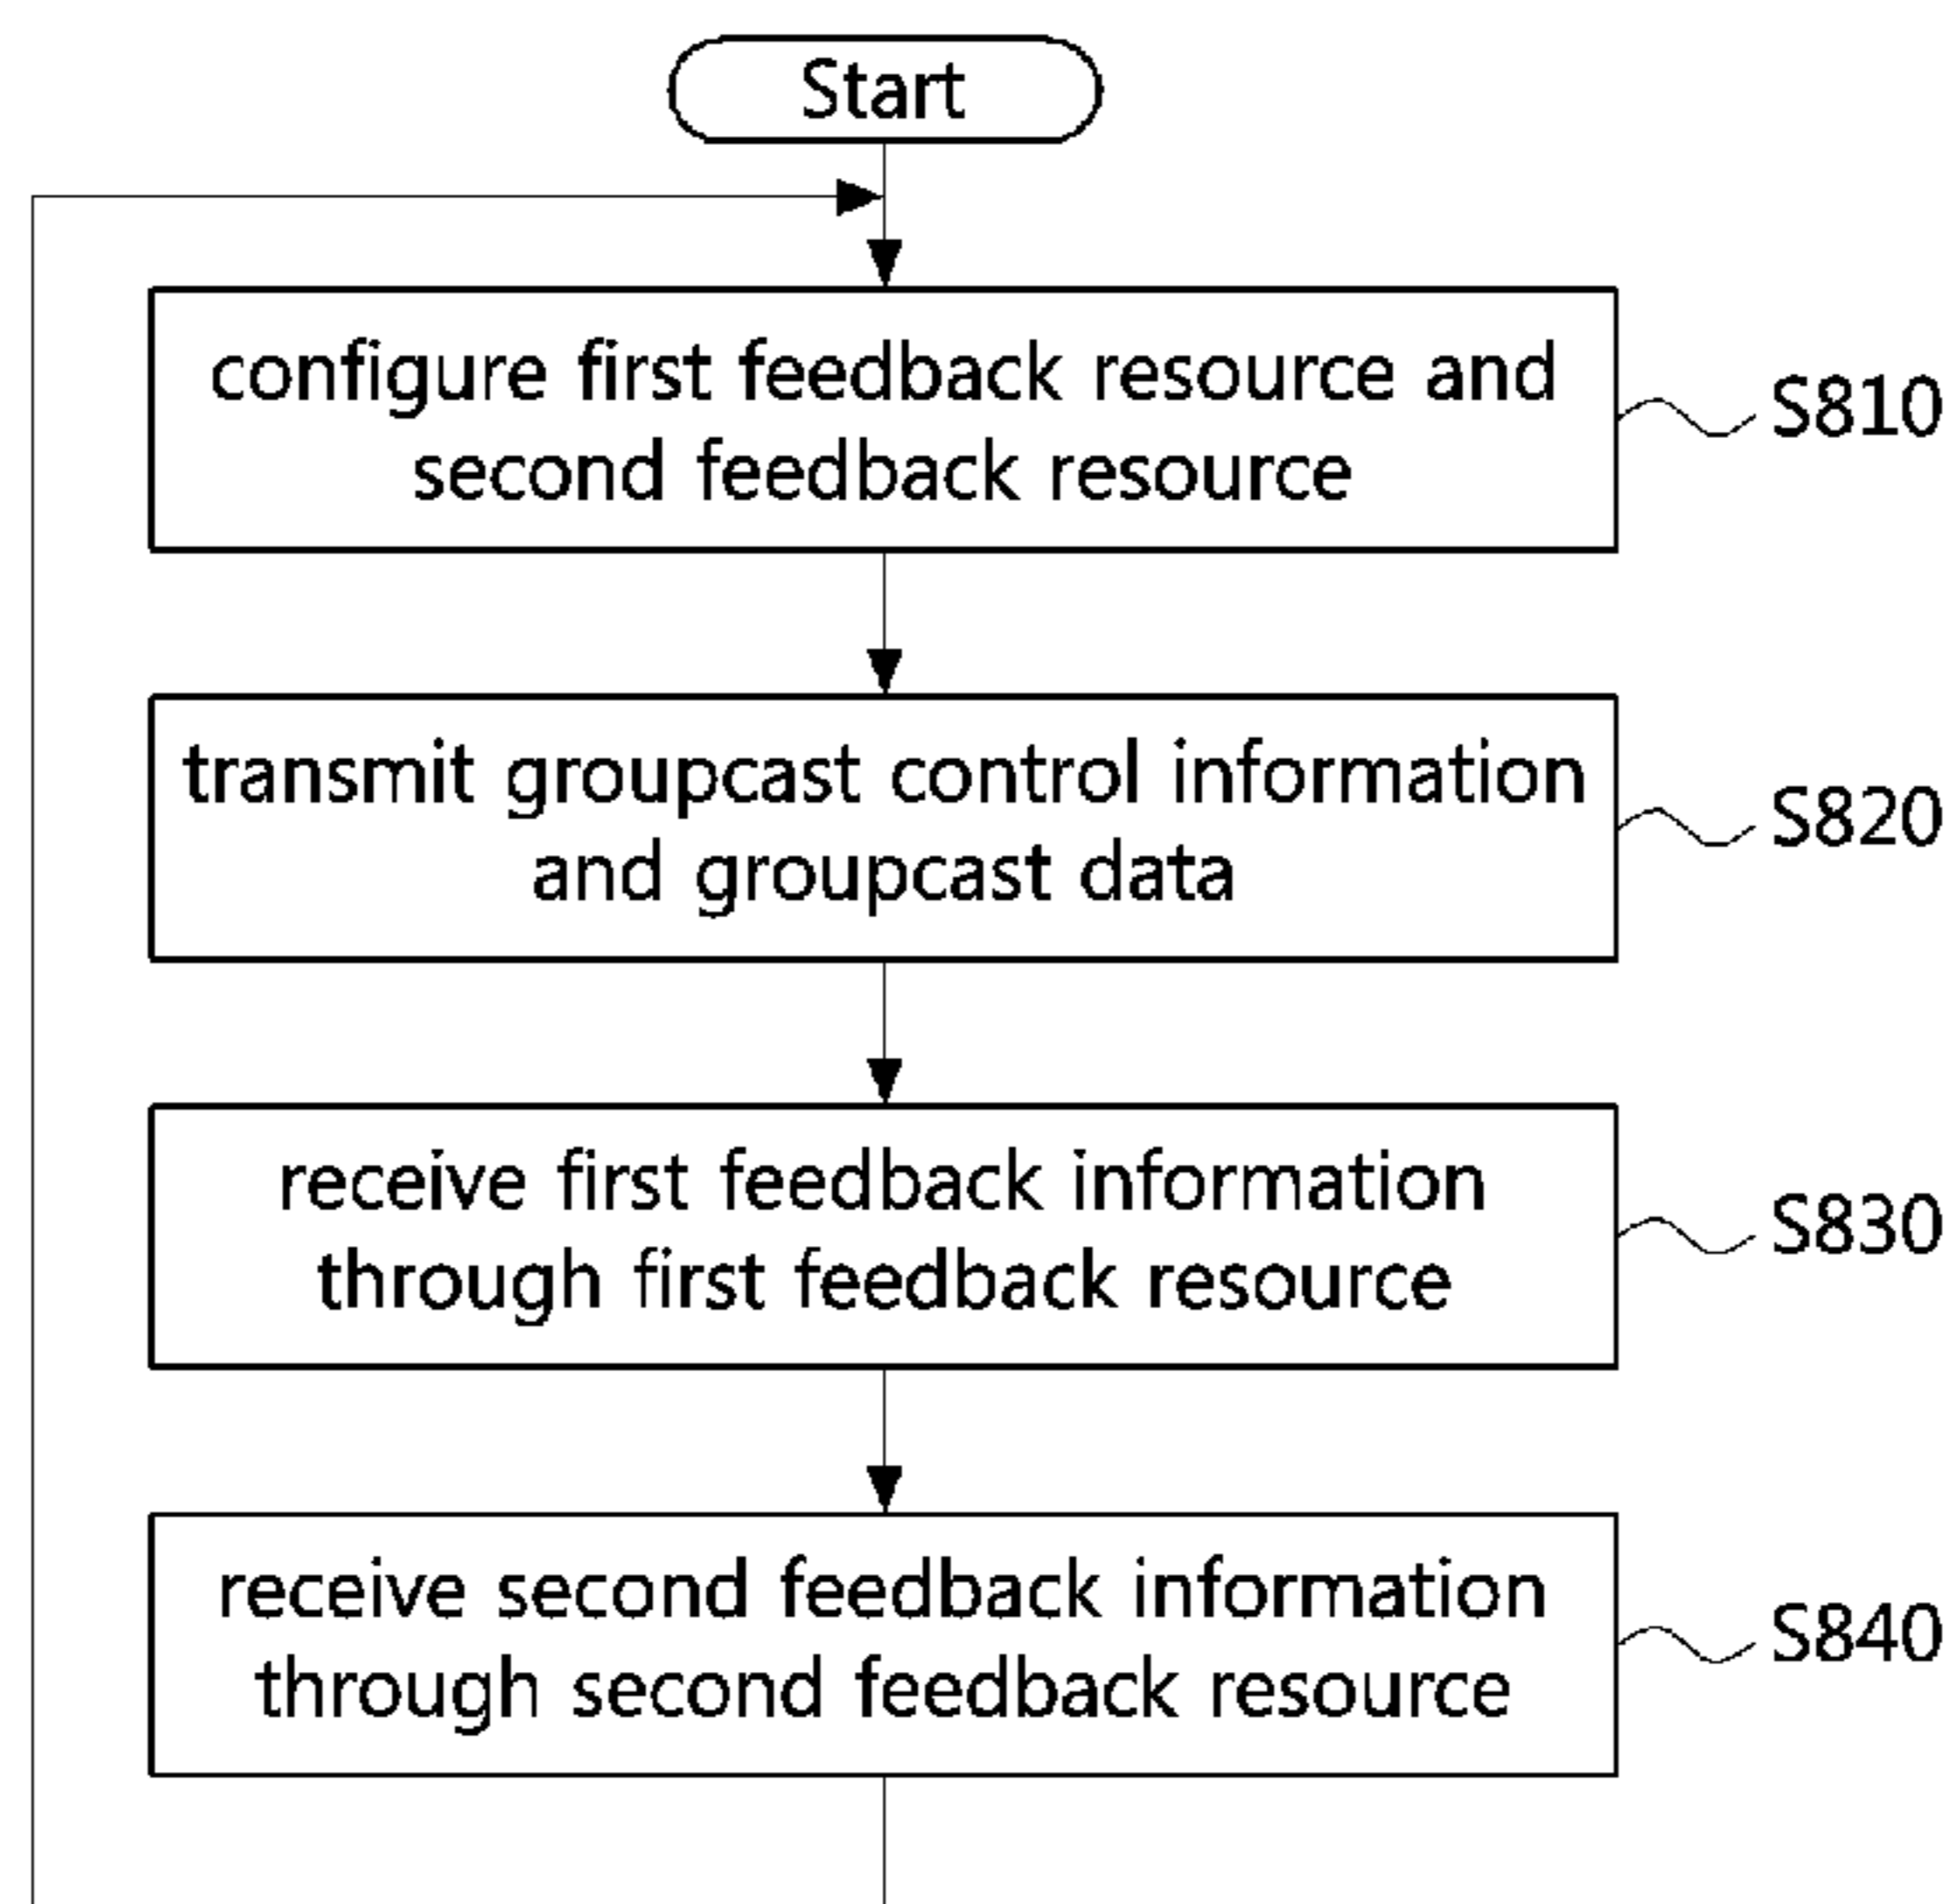 Start
configure first feedback resource and
second feedback resource
S810
transmit groupcast control information
and groupcast data
S820
receive first feedback information
through first feedback resource
S830
receive second feedback information
through second feedback resource
S840